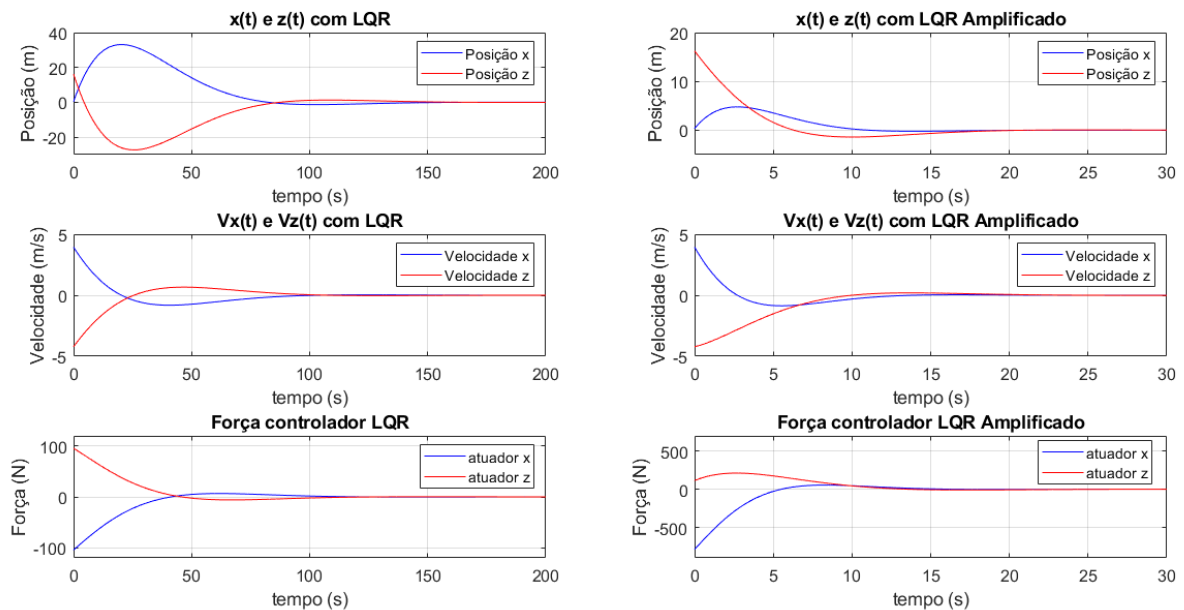 x(t) e z(t) com LQR
Posição (m)
40
20
0
-20
Posição x
Posição z
0 50 100 150 200
tempo (s)
x(t) e z(t) com LQR Amplificado
Posição (m)
20
10
0
Posição x
Posição z
0 5 10 15 20 25 30
tempo (s)
Vx(t) e Vz(t) com LQR
Velocidade (m/s)
5
0
-5
Velocidade x
Velocidade z
0 50 100 150 200
tempo (s)
Vx(t) e Vz(t) com LQR Amplificado
Velocidade (m/s)
5
0
-5
Velocidade x
Velocidade z
0 5 10 15 20 25 30
tempo (s)
Força controlador LQR
Força (N)
100
0
-100
atuador x
atuador z
0 50 100 150 200
tempo (s)
Força controlador LQR Amplificado
Força (N)
500
0
-500
atuador x
atuador z
0 5 10 15 20 25 30
tempo (s)